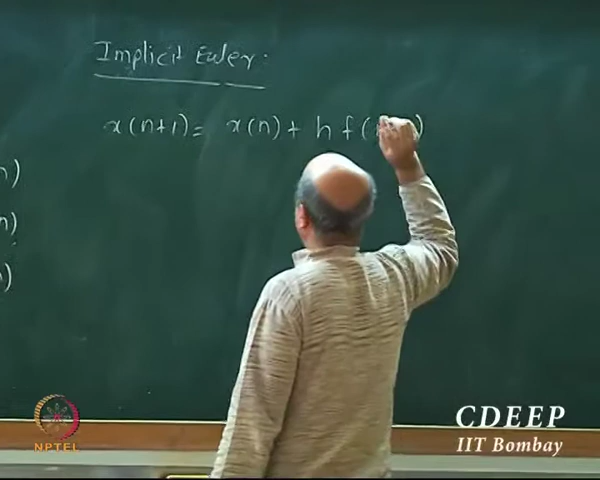 Implicit Euler :
x(n+1) = x(n) + h f(
n)
n)
n)
NPTEL
CDEEP
IIT Bombay